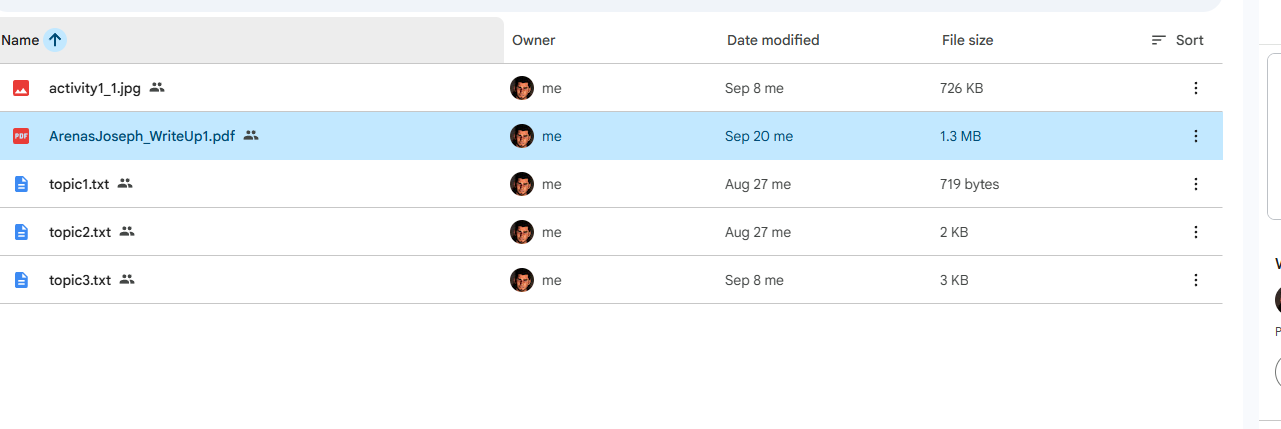 Name Owner Date modified File size Sort
activity1_1.jpg me Sep 8 me 726 KB
PDF ArenasJoseph_WriteUp1.pdf me Sep 20 me 1.3 MB
topic1.txt me Aug 27 me 719 bytes
topic2.txt me Aug 27 me 2 KB
topic3.txt me Sep 8 me 3 KB